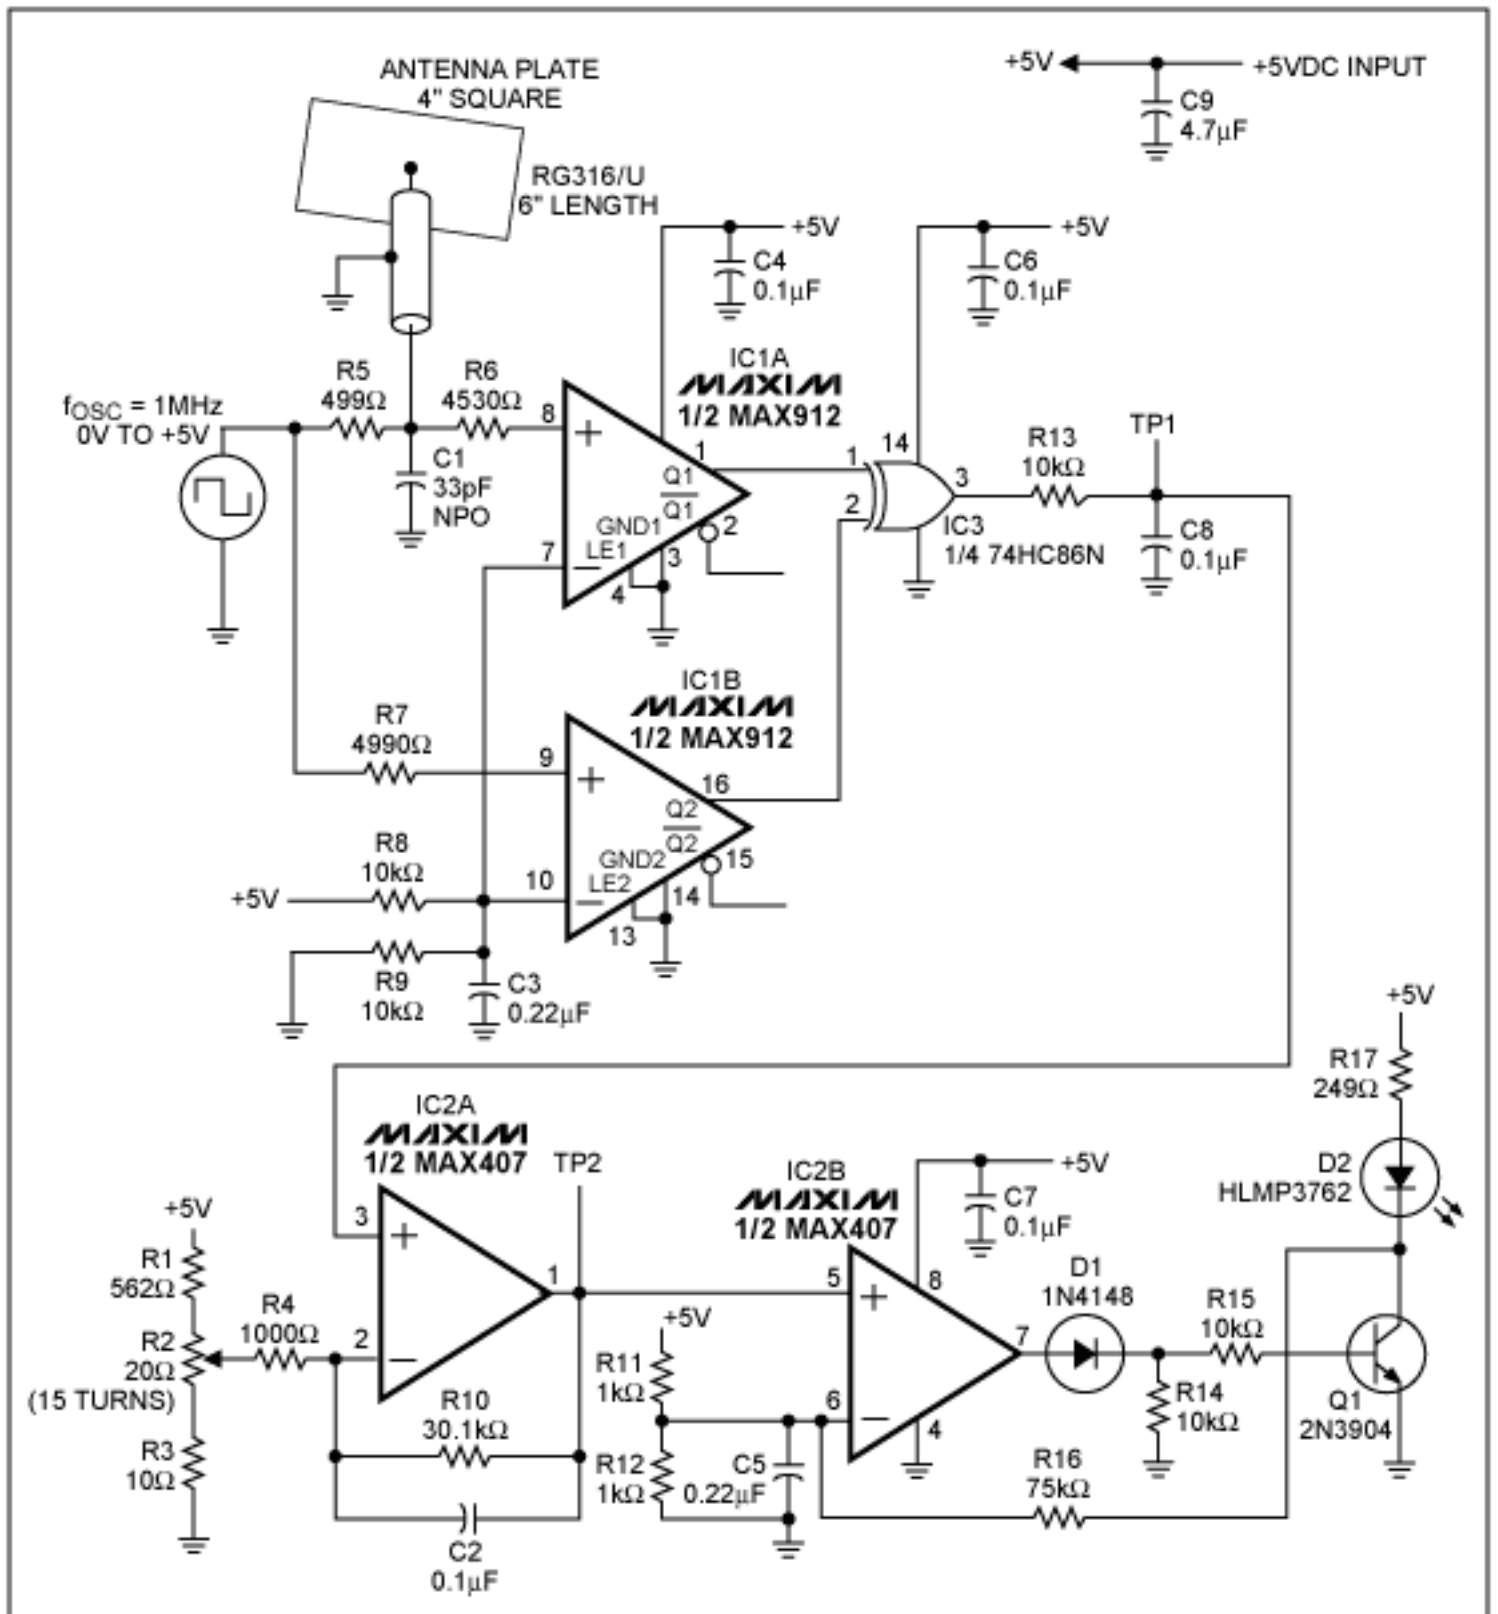 ANTENNA PLATE
4" SQUARE
RG316/U
6" LENGTH
+5V
+5VDC INPUT
C9
4.7µF
+5V
C4
0.1µF
+5V
C6
0.1µF
fOSC = 1MHz
0V TO +5V
R5
499Ω
R6
4530Ω
C1
33pF
NPO
IC1A
MAXIM
1/2 MAX912
8
+
7
−
1
Q1
Q1
GND1
LE1
2
3
4
1
2
14
3
IC3
1/4 74HC86N
R13
10kΩ
TP1
C8
0.1µF
IC1B
MAXIM
1/2 MAX912
R7
4990Ω
9
+
16
Q2
Q2
GND2
LE2
15
14
13
10
−
R8
10kΩ
+5V
R9
10kΩ
C3
0.22µF
IC2A
MAXIM
1/2 MAX407
TP2
3
+
2
−
1
+5V
R1
562Ω
R2
20Ω
(15 TURNS)
R3
10Ω
R4
1000Ω
R10
30.1kΩ
C2
0.1µF
IC2B
MAXIM
1/2 MAX407
+5V
C7
0.1µF
5
+
6
−
8
7
4
+5V
R11
1kΩ
R12
1kΩ
C5
0.22µF
D1
1N4148
R15
10kΩ
R14
10kΩ
R16
75kΩ
Q1
2N3904
+5V
R17
249Ω
D2
HLMP3762